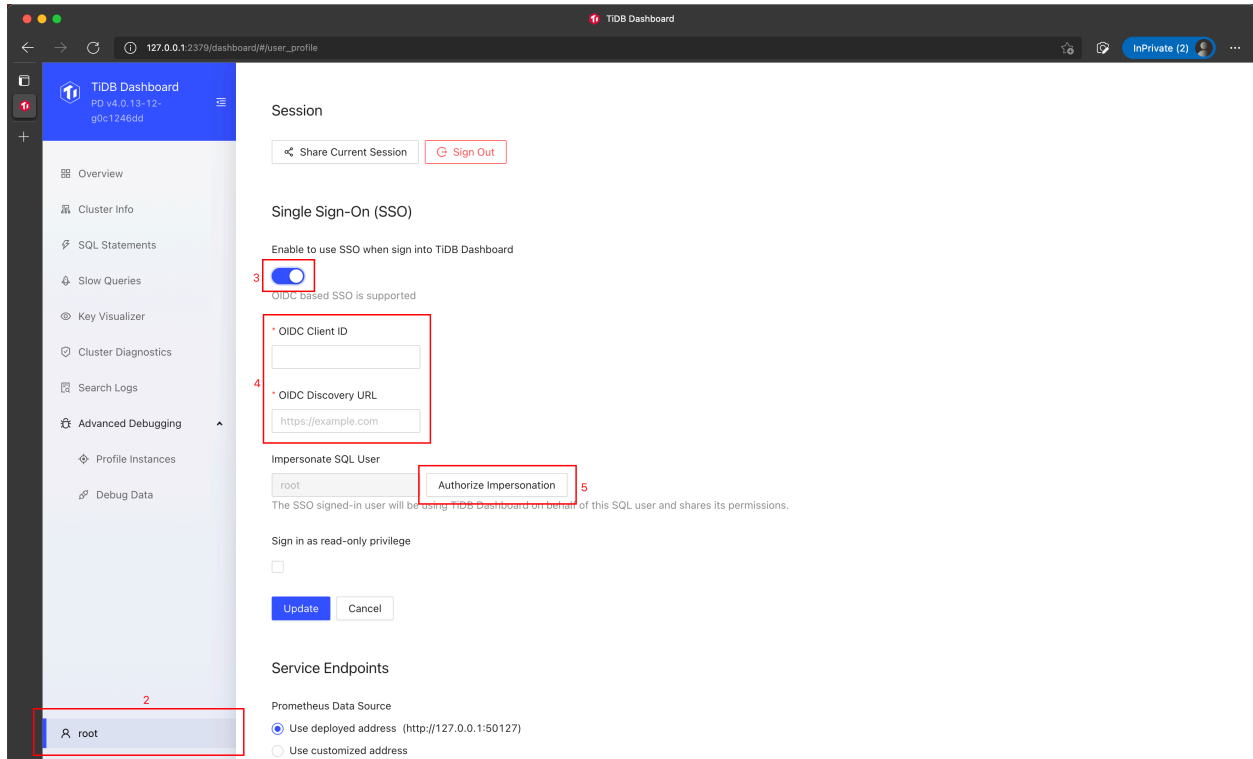 TiDB Dashboard
127.0.0.1:2379/dashboard/#/user_profile
InPrivate (2)
TiDB Dashboard
PD v4.0.13-12-
g0c1246dd
Overview
Cluster Info
SQL Statements
Slow Queries
Key Visualizer
Cluster Diagnostics
Search Logs
Advanced Debugging
Profile Instances
Debug Data
2
root
Session
Share Current Session
Sign Out
Single Sign-On (SSO)
Enable to use SSO when sign into TiDB Dashboard
3
OIDC based SSO is supported
* OIDC Client ID
4
* OIDC Discovery URL
https://example.com
Impersonate SQL User
root Authorize Impersonation 5
The SSO signed-in user will be using TiDB Dashboard on behalf of this SQL user and shares its permissions.
Sign in as read-only privilege
Update Cancel
Service Endpoints
Prometheus Data Source
Use deployed address (http://127.0.0.1:50127)
Use customized address